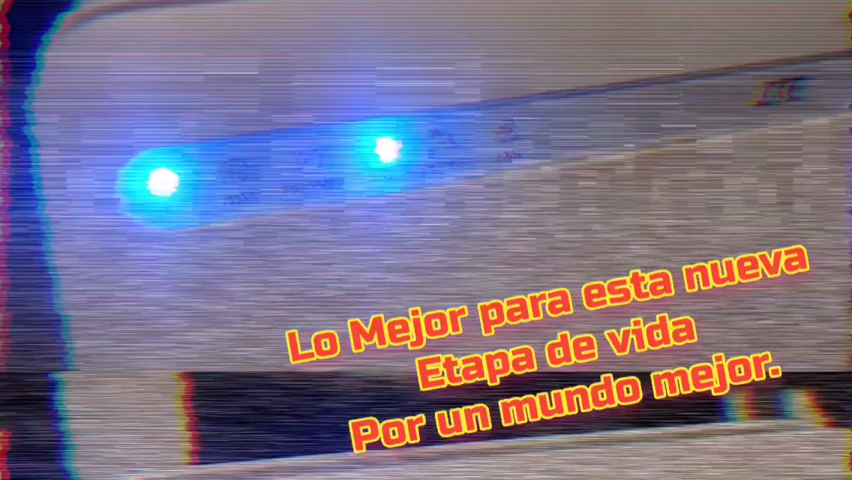 Lo Mejor para esta nueva
Etapa de vida
Por un mundo mejor.